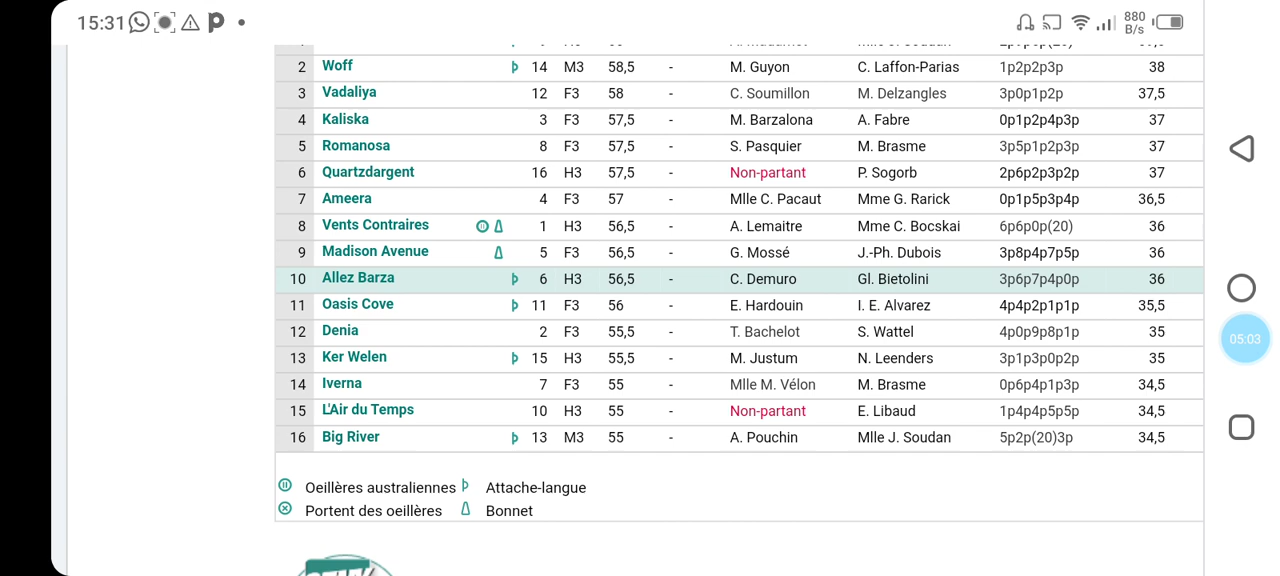 15:31 880 B/s
2 Woff 14 M3 58,5 - M. Guyon C. Laffon-Parias 1p2p2p3p 38
3 Vadaliya 12 F3 58 - C. Soumillon M. Delzangles 3p0p1p2p 37,5
4 Kaliska 3 F3 57,5 - M. Barzalona A. Fabre 0p1p2p4p3p 37
5 Romanosa 8 F3 57,5 - S. Pasquier M. Brasme 3p5p1p2p3p 37
6 Quartzdargent 16 H3 57,5 - Non-partant P. Sogorb 2p6p2p3p2p 37
7 Ameera 4 F3 57 - Mlle C. Pacaut Mme G. Rarick 0p1p5p3p4p 36,5
8 Vents Contraires 1 H3 56,5 - A. Lemaitre Mme C. Bocskai 6p6p0p(20) 36
9 Madison Avenue 5 F3 56,5 - G. Mossé J.-Ph. Dubois 3p8p4p7p5p 36
10 Allez Barza 6 H3 56,5 - C. Demuro Gl. Bietolini 3p6p7p4p0p 36
11 Oasis Cove 11 F3 56 - E. Hardouin I. E. Alvarez 4p4p2p1p1p 35,5
12 Denia 2 F3 55,5 - T. Bachelot S. Wattel 4p0p9p8p1p 35
13 Ker Welen 15 H3 55,5 - M. Justum N. Leenders 3p1p3p0p2p 35
14 Iverna 7 F3 55 - Mlle M. Vélon M. Brasme 0p6p4p1p3p 34,5
15 L'Air du Temps 10 H3 55 - Non-partant E. Libaud 1p4p4p5p5p 34,5
16 Big River 13 M3 55 - A. Pouchin Mlle J. Soudan 5p2p(20)3p 34,5
Oeillères australiennes Attache-langue
Portent des oeillères Bonnet
05:03